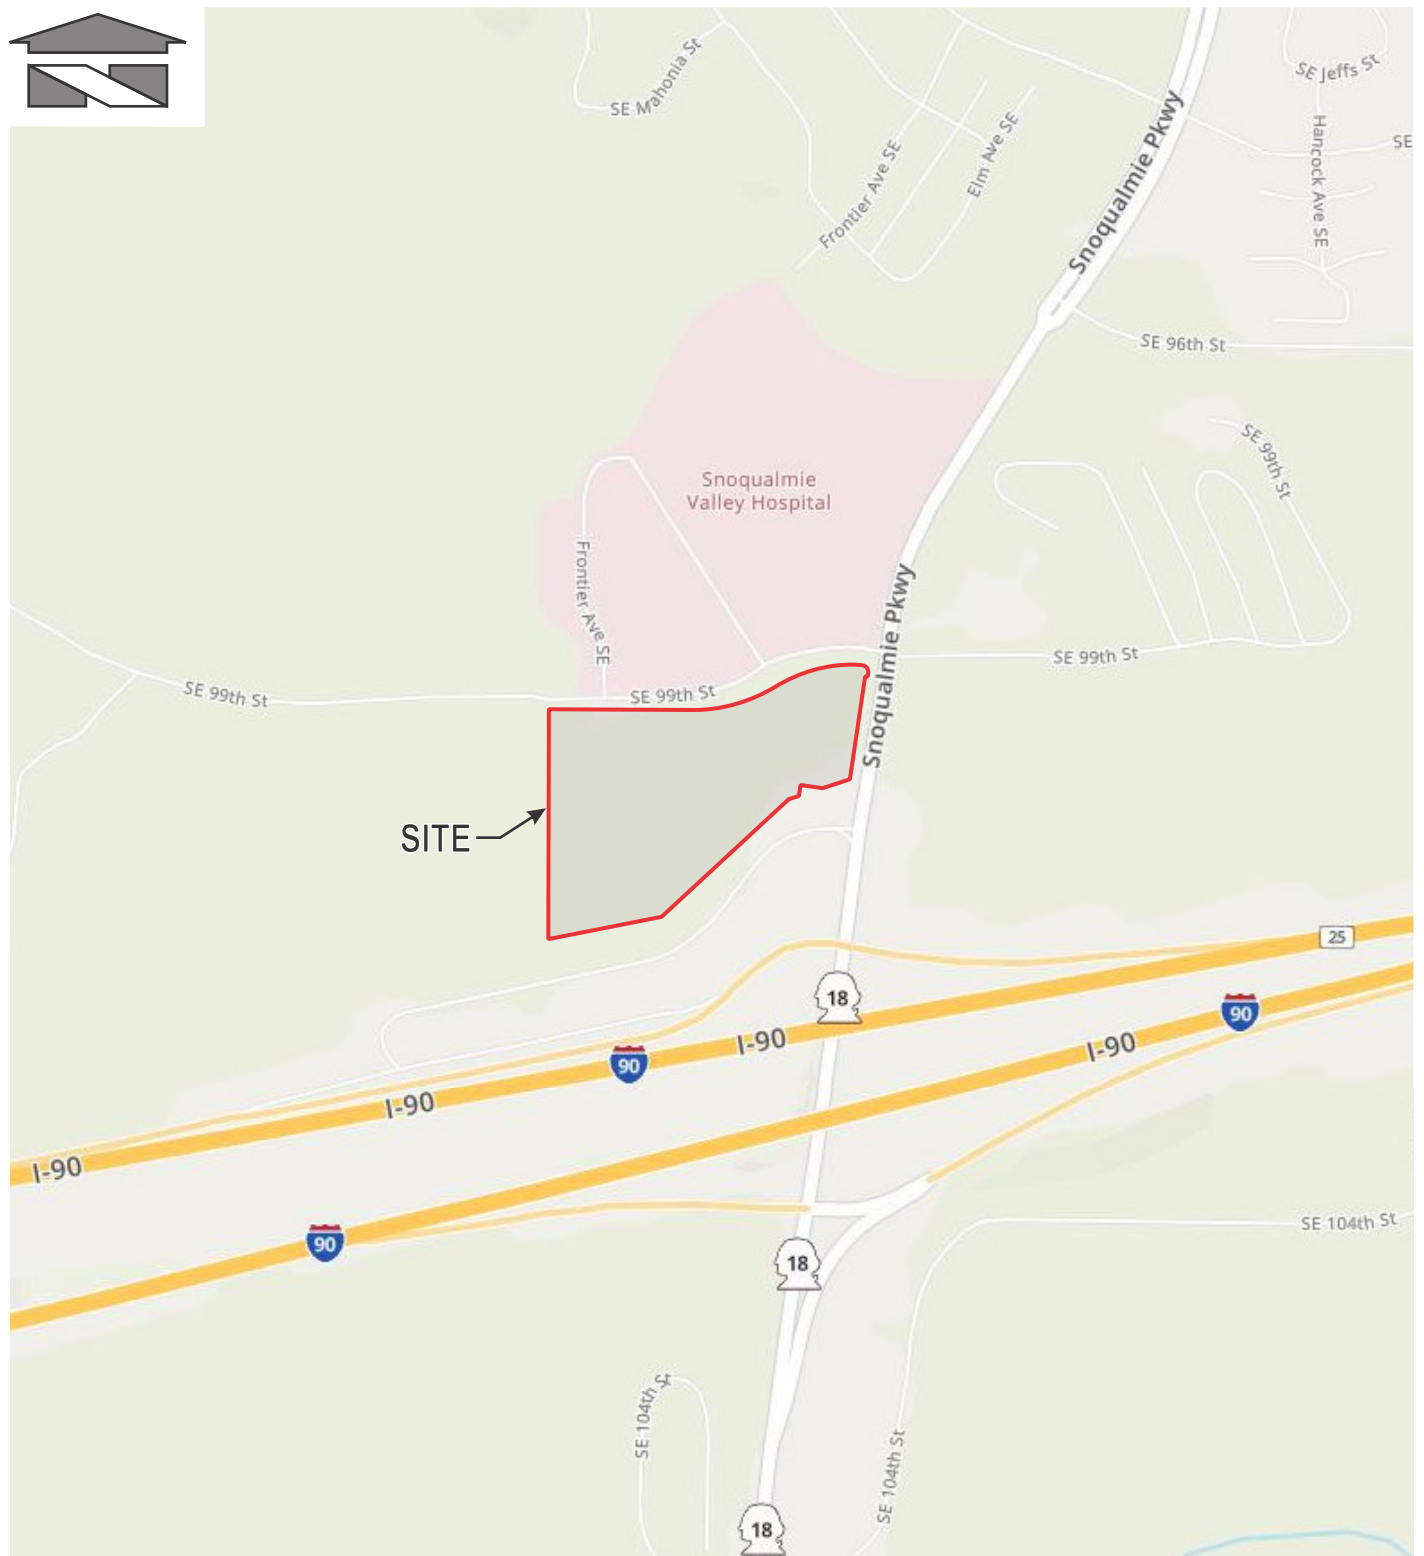 SE Mahonia St
SE Jeffs St
Snoqualmie Pkwy
Hancock Ave SE
SE
Elm Ave SE
Frontier Ave SE
SE 96th St
SE 99th St
Snoqualmie
Valley Hospital
Frontier Ave SE
Snoqualmie Pkwy
SE 99th St
SE 99th St
SE 99th St
SITE
25
18
90
I-90
I-90
90
I-90
I-90
90
SE 104th St
18
SE 104th St
SE 104th St
18